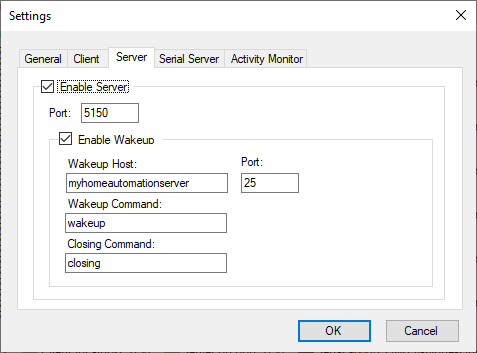 Settings
General Client Server Serial Server Activity Monitor
Enable Server
Port: 5150
Enable Wakeup
Wakeup Host: Port:
myhomeautomationserver 25
Wakeup Command:
wakeup
Closing Command:
closing
OK Cancel